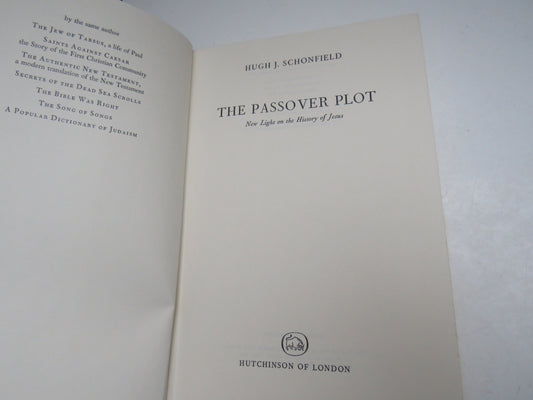 by the same author
THE JEW OF TARSUS, a life of Paul
SAINTS AGAINST CAESAR
the Story of the First Christian Community
THE AUTHENTIC NEW TESTAMENT,
a modern translation of the New Testament
SECRETS OF THE DEAD SEA SCROLLS
THE BIBLE WAS RIGHT
THE SONG OF SONGS
A POPULAR DICTIONARY OF JUDAISM
HUGH J. SCHONFIELD
THE PASSOVER PLOT
New Light on the History of Jesus
HUTCHINSON OF LONDON